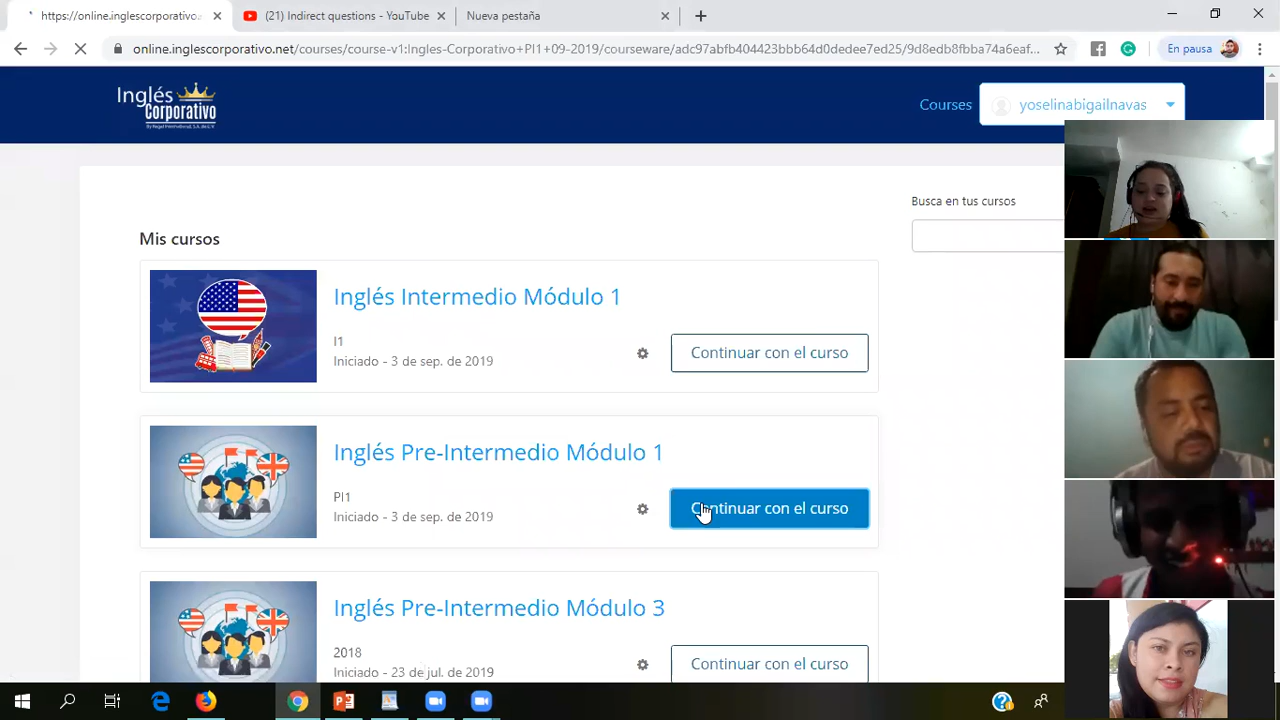 https://online.inglescorporativo.
(21) Indirect questions - YouTube
Nueva pestaña
online.inglescorporativo.net/courses/course-v1:Ingles-Corporativo+PI1+09-2019/courseware/adc97abfb404423bbb64d0dedee7ed25/9d8edb8fbba74a6eaf...
En pausa
Inglés
Corporativo
By Regal International, S.A. de C.V.
Courses
yoselinabigailnavas
Busca en tus cursos
Mis cursos
Inglés Intermedio Módulo 1
I1
Iniciado - 3 de sep. de 2019
Continuar con el curso
Inglés Pre-Intermedio Módulo 1
PI1
Iniciado - 3 de sep. de 2019
Continuar con el curso
Inglés Pre-Intermedio Módulo 3
2018
Iniciado - 23 de jul. de 2019
Continuar con el curso